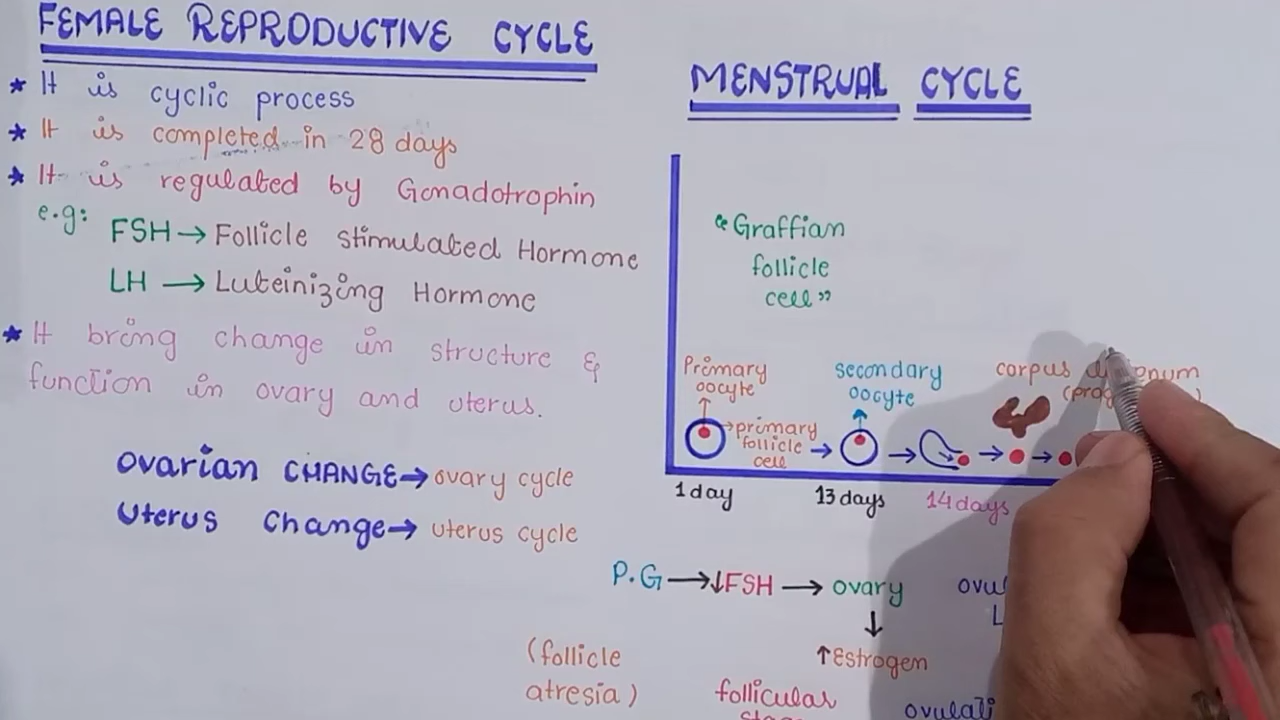 FEMALE REPRODUCTIVE CYCLE
* It is cyclic process
* It is completed in 28 days
* It is regulated by Gonadotrophin
e.g: FSH → Follicle stimulated Hormone
LH → Luteinizing Hormone
* It bring change in structure &
function in ovary and uterus.
OVARIAN CHANGE → ovary cycle
Uterus Change → uterus cycle
MENSTRUAL CYCLE
"Graffian
follicle
cell"
Primary
oocyte
primary
follicle
cell
secondary
oocyte
corpus
1 day
13 days
14 days
P.G → ↓FSH → ovary
↓
↑Estrogen
(follicle
atresia)
follicular